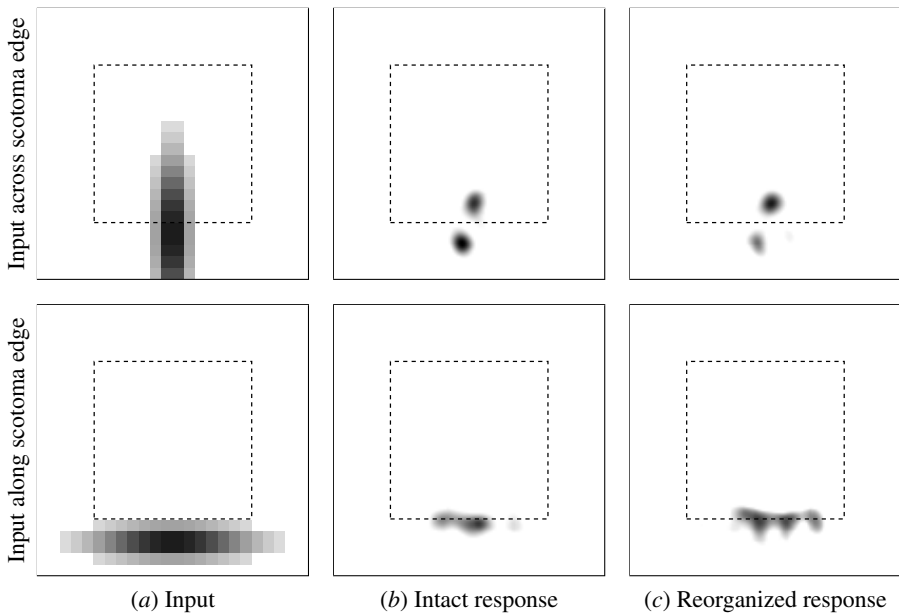 Input across scotoma edge
Input along scotoma edge
(a) Input
(b) Intact response
(c) Reorganized response